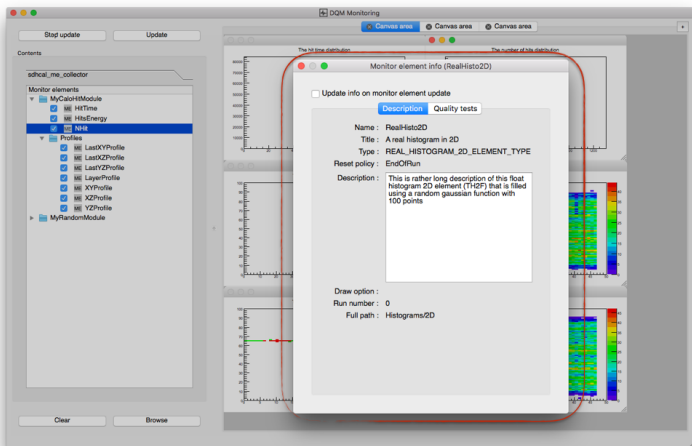 DQM Monitoring
Stop update
Update
Canvas area
Canvas area
Canvas area
Contents
sdhcal_me_collector
Monitor elements
MyCaloHitModule
ME HitTime
ME HitsEnergy
ME NHit
Profiles
ME LastXYProfile
ME LastXZProfile
ME LastYZProfile
ME LayerProfile
ME XYProfile
ME XZProfile
ME YZProfile
MyRandomModule
Clear
Browse
The hit time distribution
The number of hits distribution
Monitor element info (RealHisto2D)
Update info on monitor element update
Description
Quality tests
Name : RealHisto2D
Title : A real histogram in 2D
Type : REAL_HISTOGRAM_2D_ELEMENT_TYPE
Reset policy : EndOfRun
Description : This is rather long description of this float
histogram 2D element (TH2F) that is filled
using a random gaussian function with
100 points
Draw option :
Run number : 0
Full path : Histograms/2D